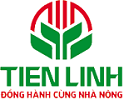 TIEN LINH
ĐỒNG HÀNH CÙNG NHÀ NÔNG